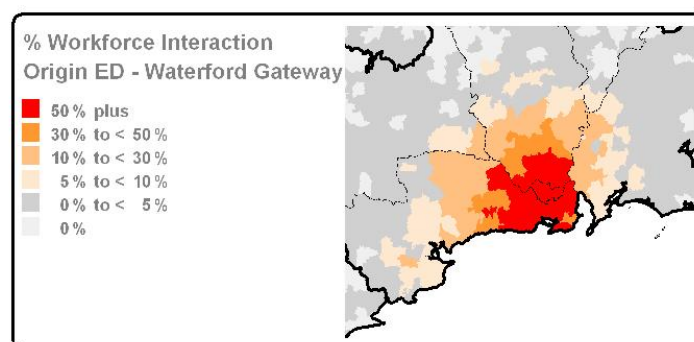 % Workforce Interaction
Origin ED - Waterford Gateway
50 % plus
30 % to < 50 %
10 % to < 30 %
5 % to < 10 %
0 % to < 5 %
0 %